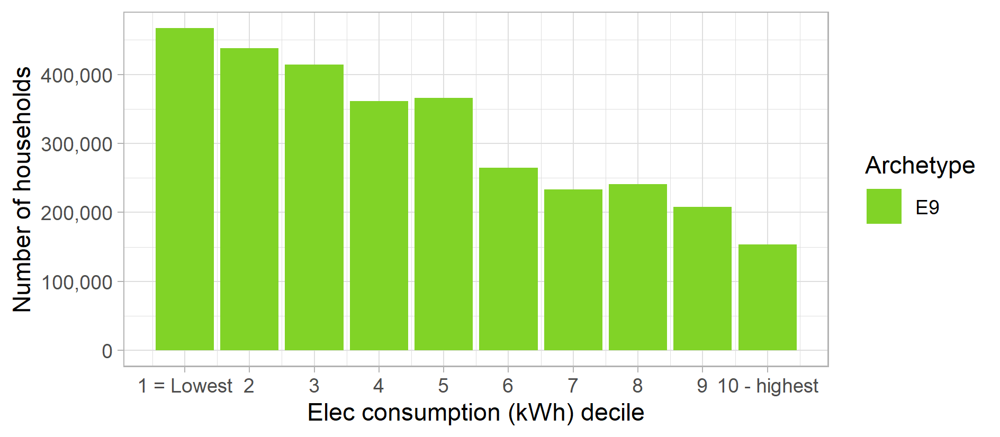 Number of households
400,000
300,000
200,000
100,000
0
1 = Lowest 2 3 4 5 6 7 8 9 10 - highest
Elec consumption (kWh) decile
Archetype
E9